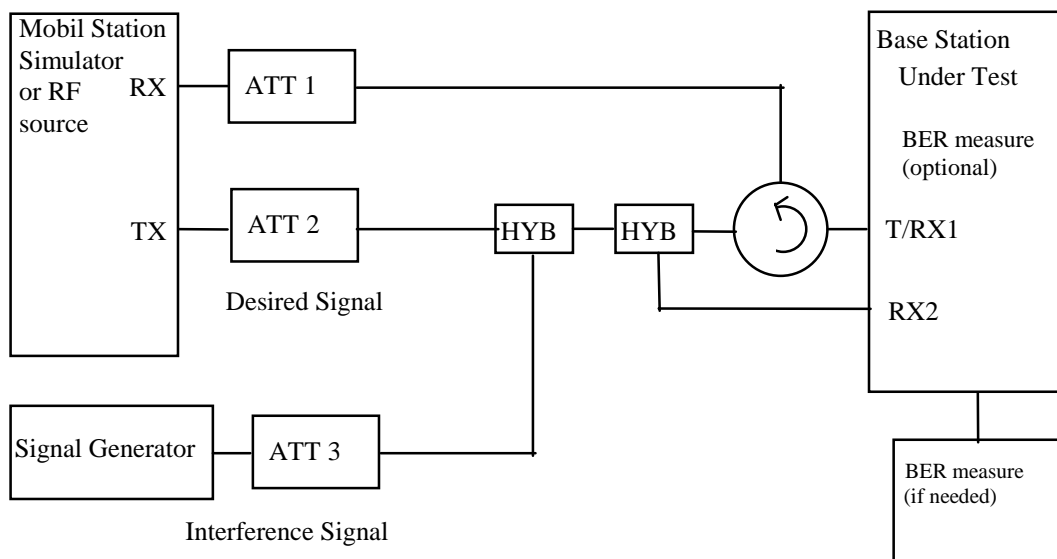 Mobil Station
Simulator
or RF
source
RX
TX
ATT 1
ATT 2
Desired Signal
HYB
HYB
Base Station
Under Test
BER measure
(optional)
T/RX1
RX2
Signal Generator
ATT 3
Interference Signal
BER measure
(if needed)